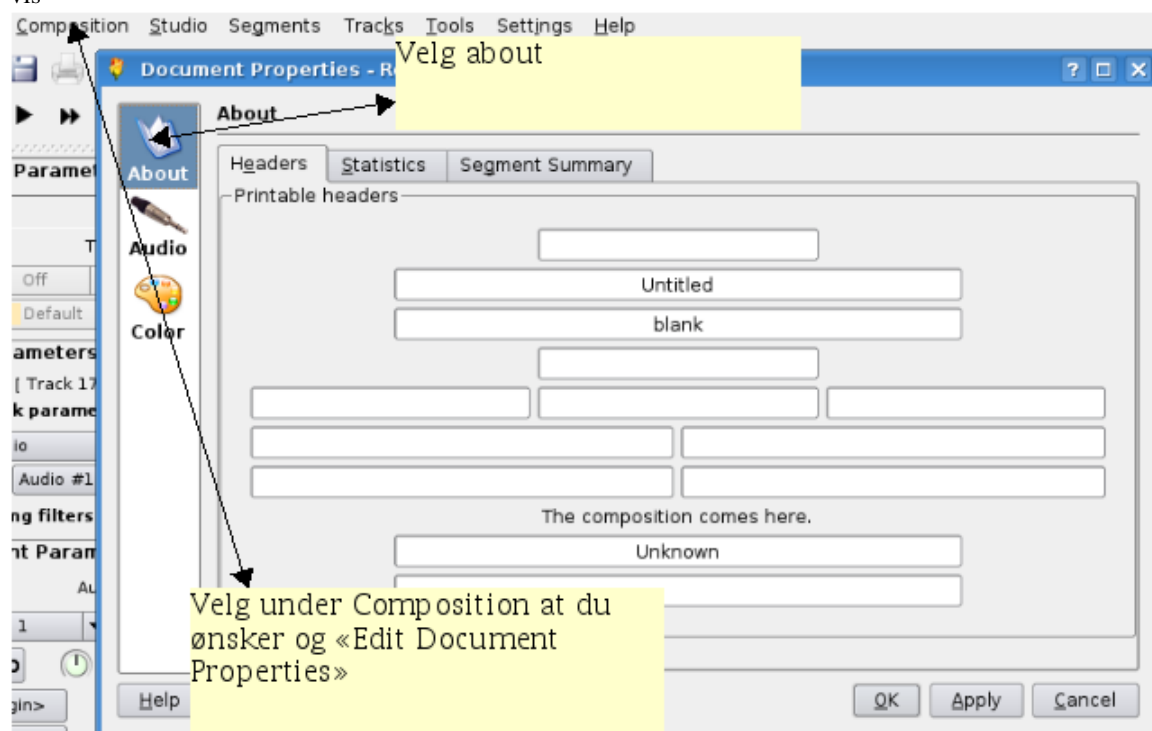 Composition Studio Segments Tracks Tools Settings Help
Velg about
Document Properties - R
About
Paramet
About
Headers Statistics Segment Summary
Printable headers
T
Audio
Off
Untitled
Default
blank
Color
ameters
[ Track 17
k parame
io
Audio #1
ng filters
The composition comes here.
nt Param
Unknown
Au
Velg under Composition at du
ønsker og «Edit Document
Properties»
1
gin>
Help
OK Apply Cancel